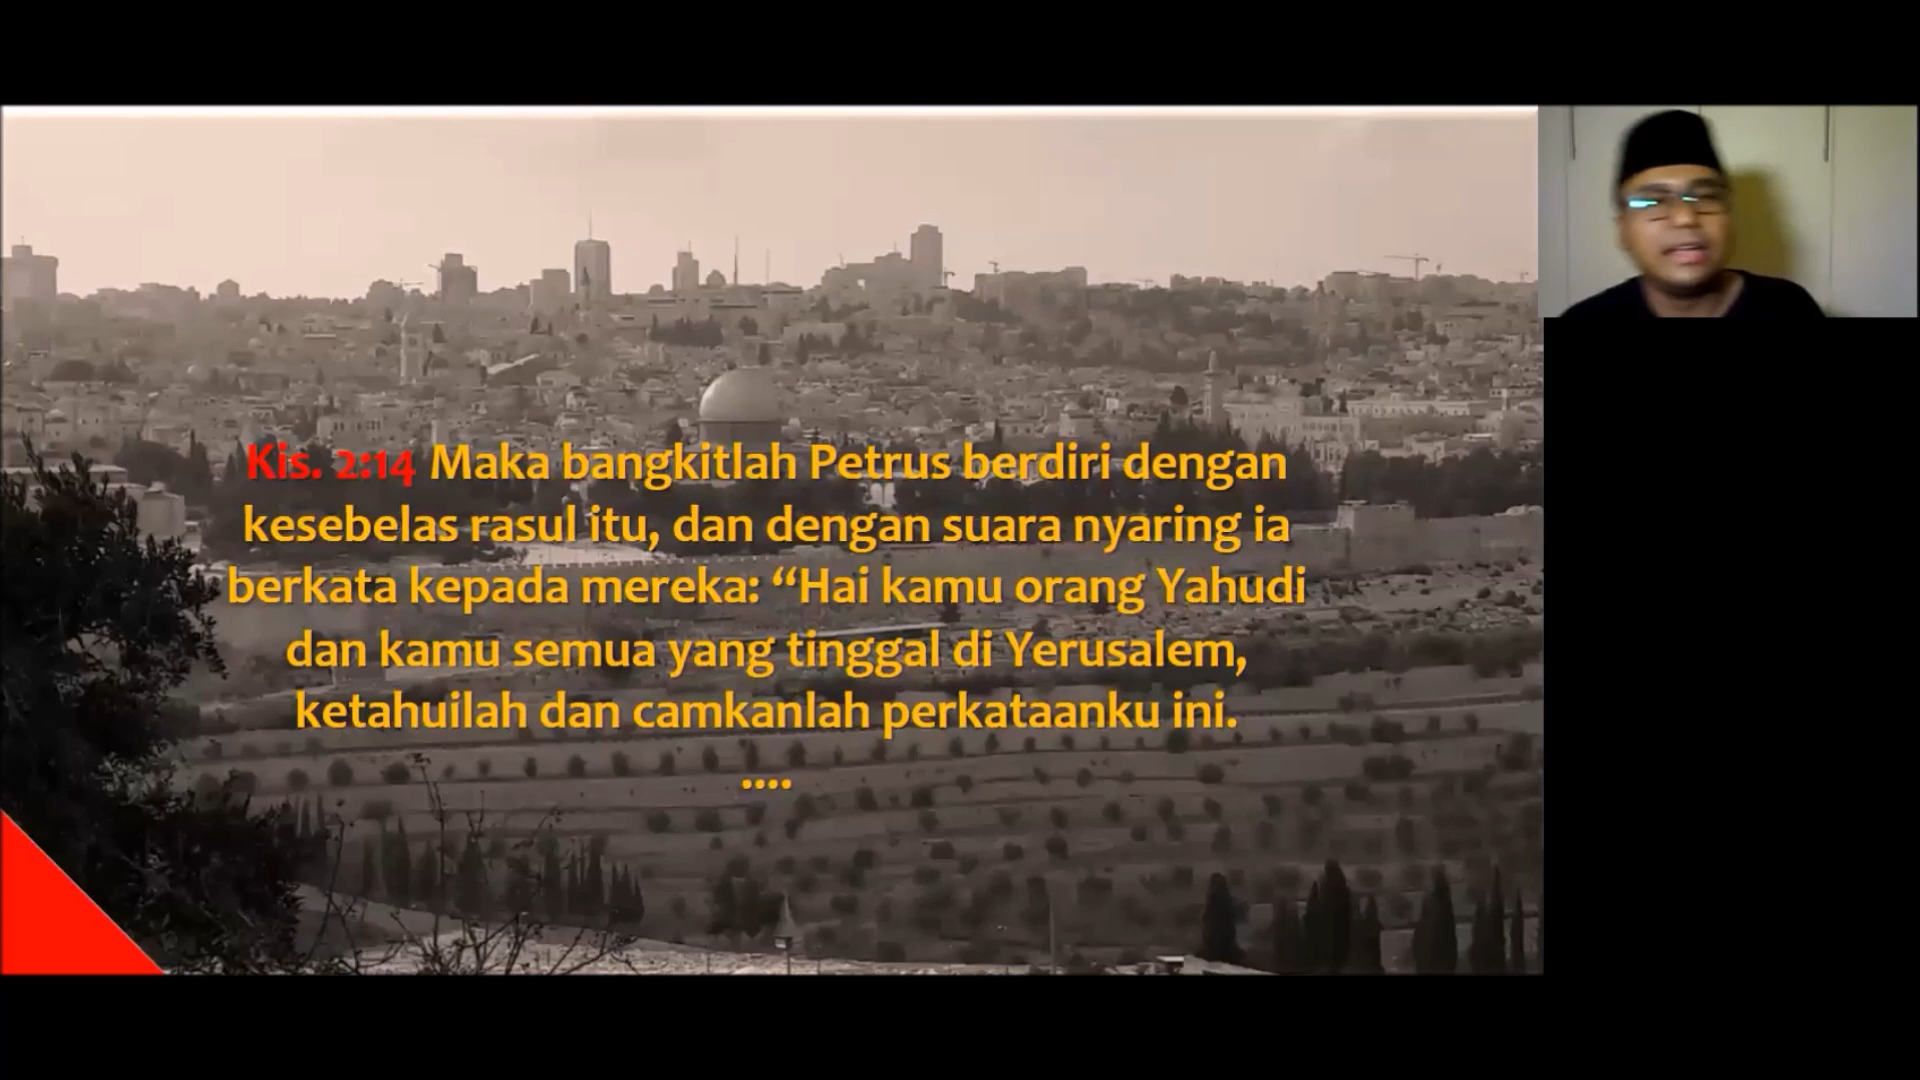 Kis. 2:14 Maka bangkitlah Petrus berdiri dengan
kesebelas rasul itu, dan dengan suara nyaring ia
berkata kepada mereka: “Hai kamu orang Yahudi
dan kamu semua yang tinggal di Yerusalem,
ketahuilah dan camkanlah perkataanku ini.
....